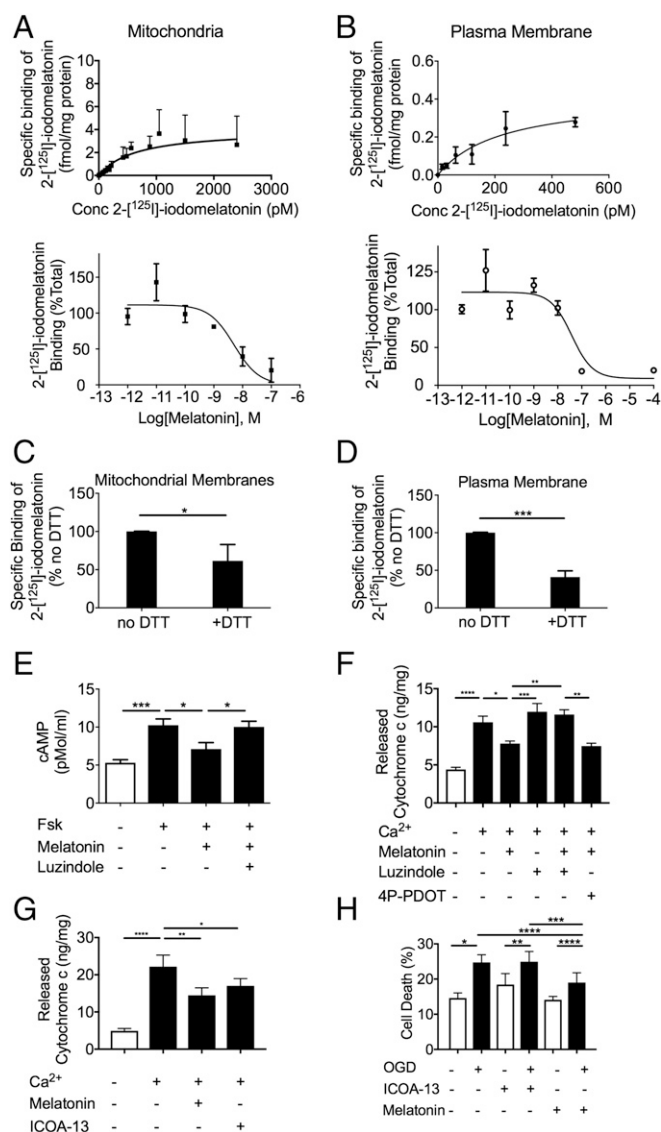 A
Mitochondria
Specific binding of
2-[¹²⁵I]-iodomelatonin
(fmol/mg protein)
10
8
6
4
2
0
0 1000 2000 3000
Conc 2-[¹²⁵I]-iodomelatonin (pM)
2-[¹²⁵I]-iodomelatonin
Binding (%Total)
150
100
50
0
-13 -12 -11 -10 -9 -8 -7 -6
Log[Melatonin], M
B
Plasma Membrane
Specific binding of
2-[¹²⁵I]-iodomelatonin
(fmol/mg protein)
0.6
0.4
0.2
0.0
0 200 400 600
Conc 2-[¹²⁵I]-iodomelatonin (pM)
2-[¹²⁵I]-iodomelatonin
Binding (%Total)
125
100
50
0
-13 -12 -11 -10 -9 -8 -7 -6 -5 -4
Log[Melatonin], M
C
Mitochondrial Membranes
Specific Binding of
2-[¹²⁵I]-iodomelatonin
(% no DTT)
150
100
50
0
*
no DTT +DTT
D
Plasma Membrane
Specific binding of
2-[¹²⁵I]-iodomelatonin
(% no DTT)
150
100
50
0
***
no DTT +DTT
E
cAMP
(pMol/ml)
15
10
5
0
*** * *
Fsk - + + +
Melatonin - - + +
Luzindole - - - +
F
Released
Cytochrome c (ng/mg)
15
10
5
0
**
**** * *** **
Ca²⁺ - + + + + +
Melatonin - - + - + +
Luzindole - - - + + -
4P-PDOT - - - - - +
G
Released
Cytochrome c (ng/mg)
30
20
10
0
*
**** **
Ca²⁺ - + + +
Melatonin - - + -
ICOA-13 - - - +
H
Cell Death (%)
30
20
10
0
***
****
* ** ****
OGD - + - + - +
ICOA-13 - - + + - -
Melatonin - - - - + +